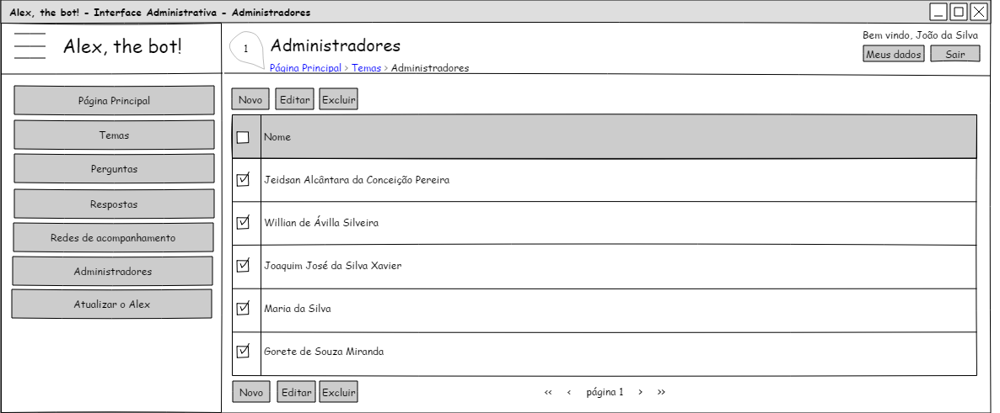 Alex, the bot! - Interface Administrativa - Administradores
Alex, the bot!
1
Administradores
Página Principal > Temas > Administradores
Bem vindo, João da Silva
Meus dados
Sair
Página Principal
Temas
Perguntas
Respostas
Redes de acompanhamento
Administradores
Atualizar o Alex
Novo Editar Excluir
Nome
Jeidsan Alcântara da Conceição Pereira
Willian de Ávilla Silveira
Joaquim José da Silva Xavier
Maria da Silva
Gorete de Souza Miranda
Novo Editar Excluir
<< < página 1 > >>